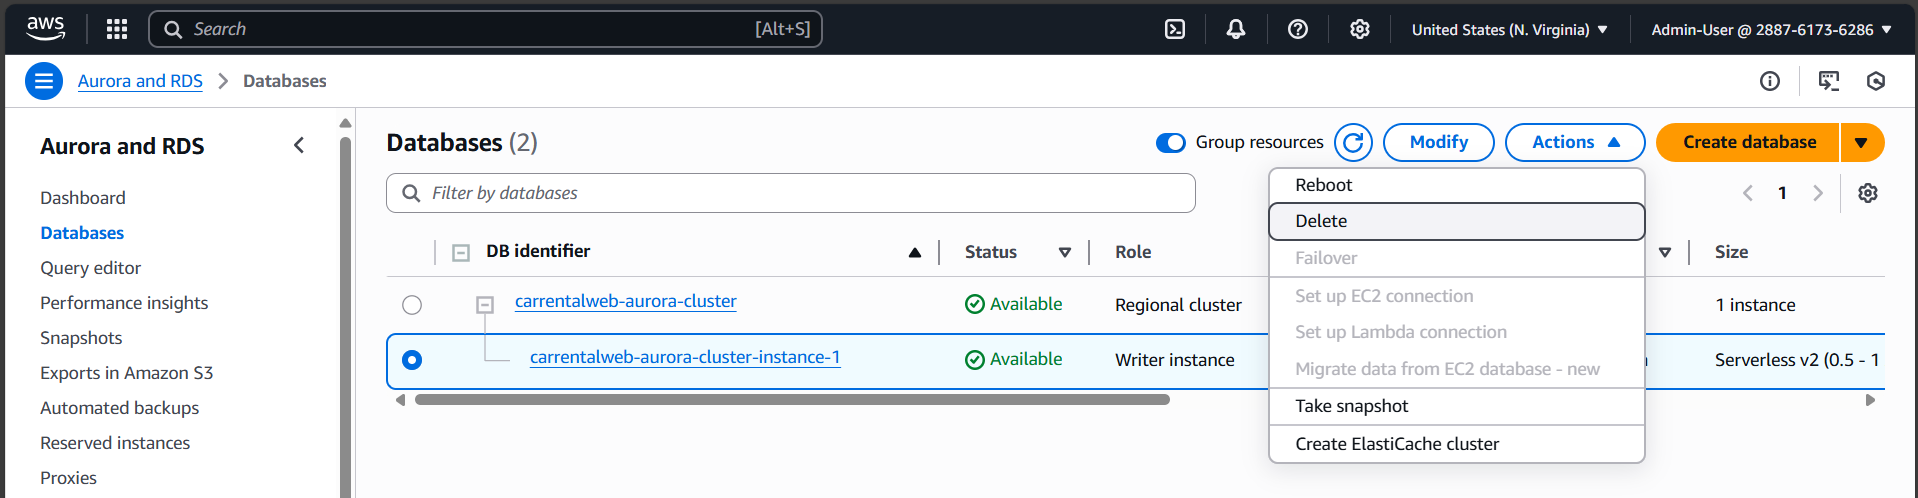 aws
Search [Alt+S] United States (N. Virginia) Admin-User @ 2887-6173-6286
Aurora and RDS > Databases
Aurora and RDS
Dashboard
Databases
Query editor
Performance insights
Snapshots
Exports in Amazon S3
Automated backups
Reserved instances
Proxies
Databases (2) Group resources Modify Actions Create database
Filter by databases 1
DB identifier Status Role Size
carrentalweb-aurora-cluster Available Regional cluster 1 instance
carrentalweb-aurora-cluster-instance-1 Available Writer instance Serverless v2 (0.5 - 1
Reboot
Delete
Failover
Set up EC2 connection
Set up Lambda connection
Migrate data from EC2 database - new
Take snapshot
Create ElastiCache cluster